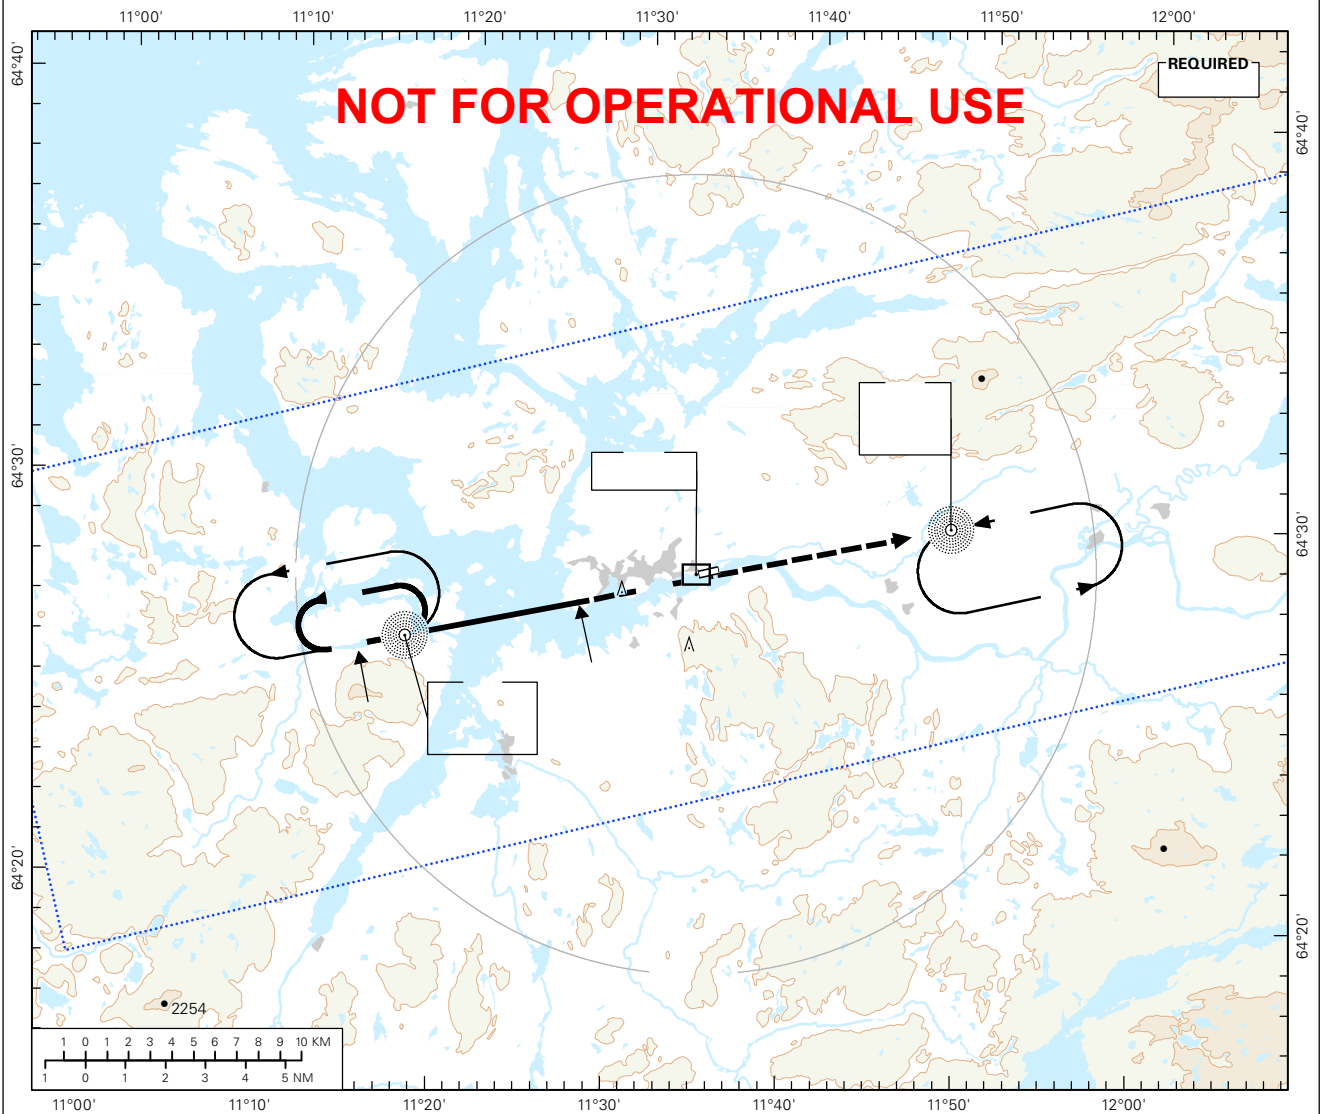 11°00' 11°10' 11°20' 11°30' 11°40' 11°50' 12°00'
64°40'
REQUIRED
NOT FOR OPERATIONAL USE
64°40'
64°30'
64°30'
64°20'
64°20'
2254
1 0 1 2 3 4 5 6 7 8 9 10 KM
1 0 1 2 3 4 5 NM
11°00' 11°10' 11°20' 11°30' 11°40' 11°50' 12°00'